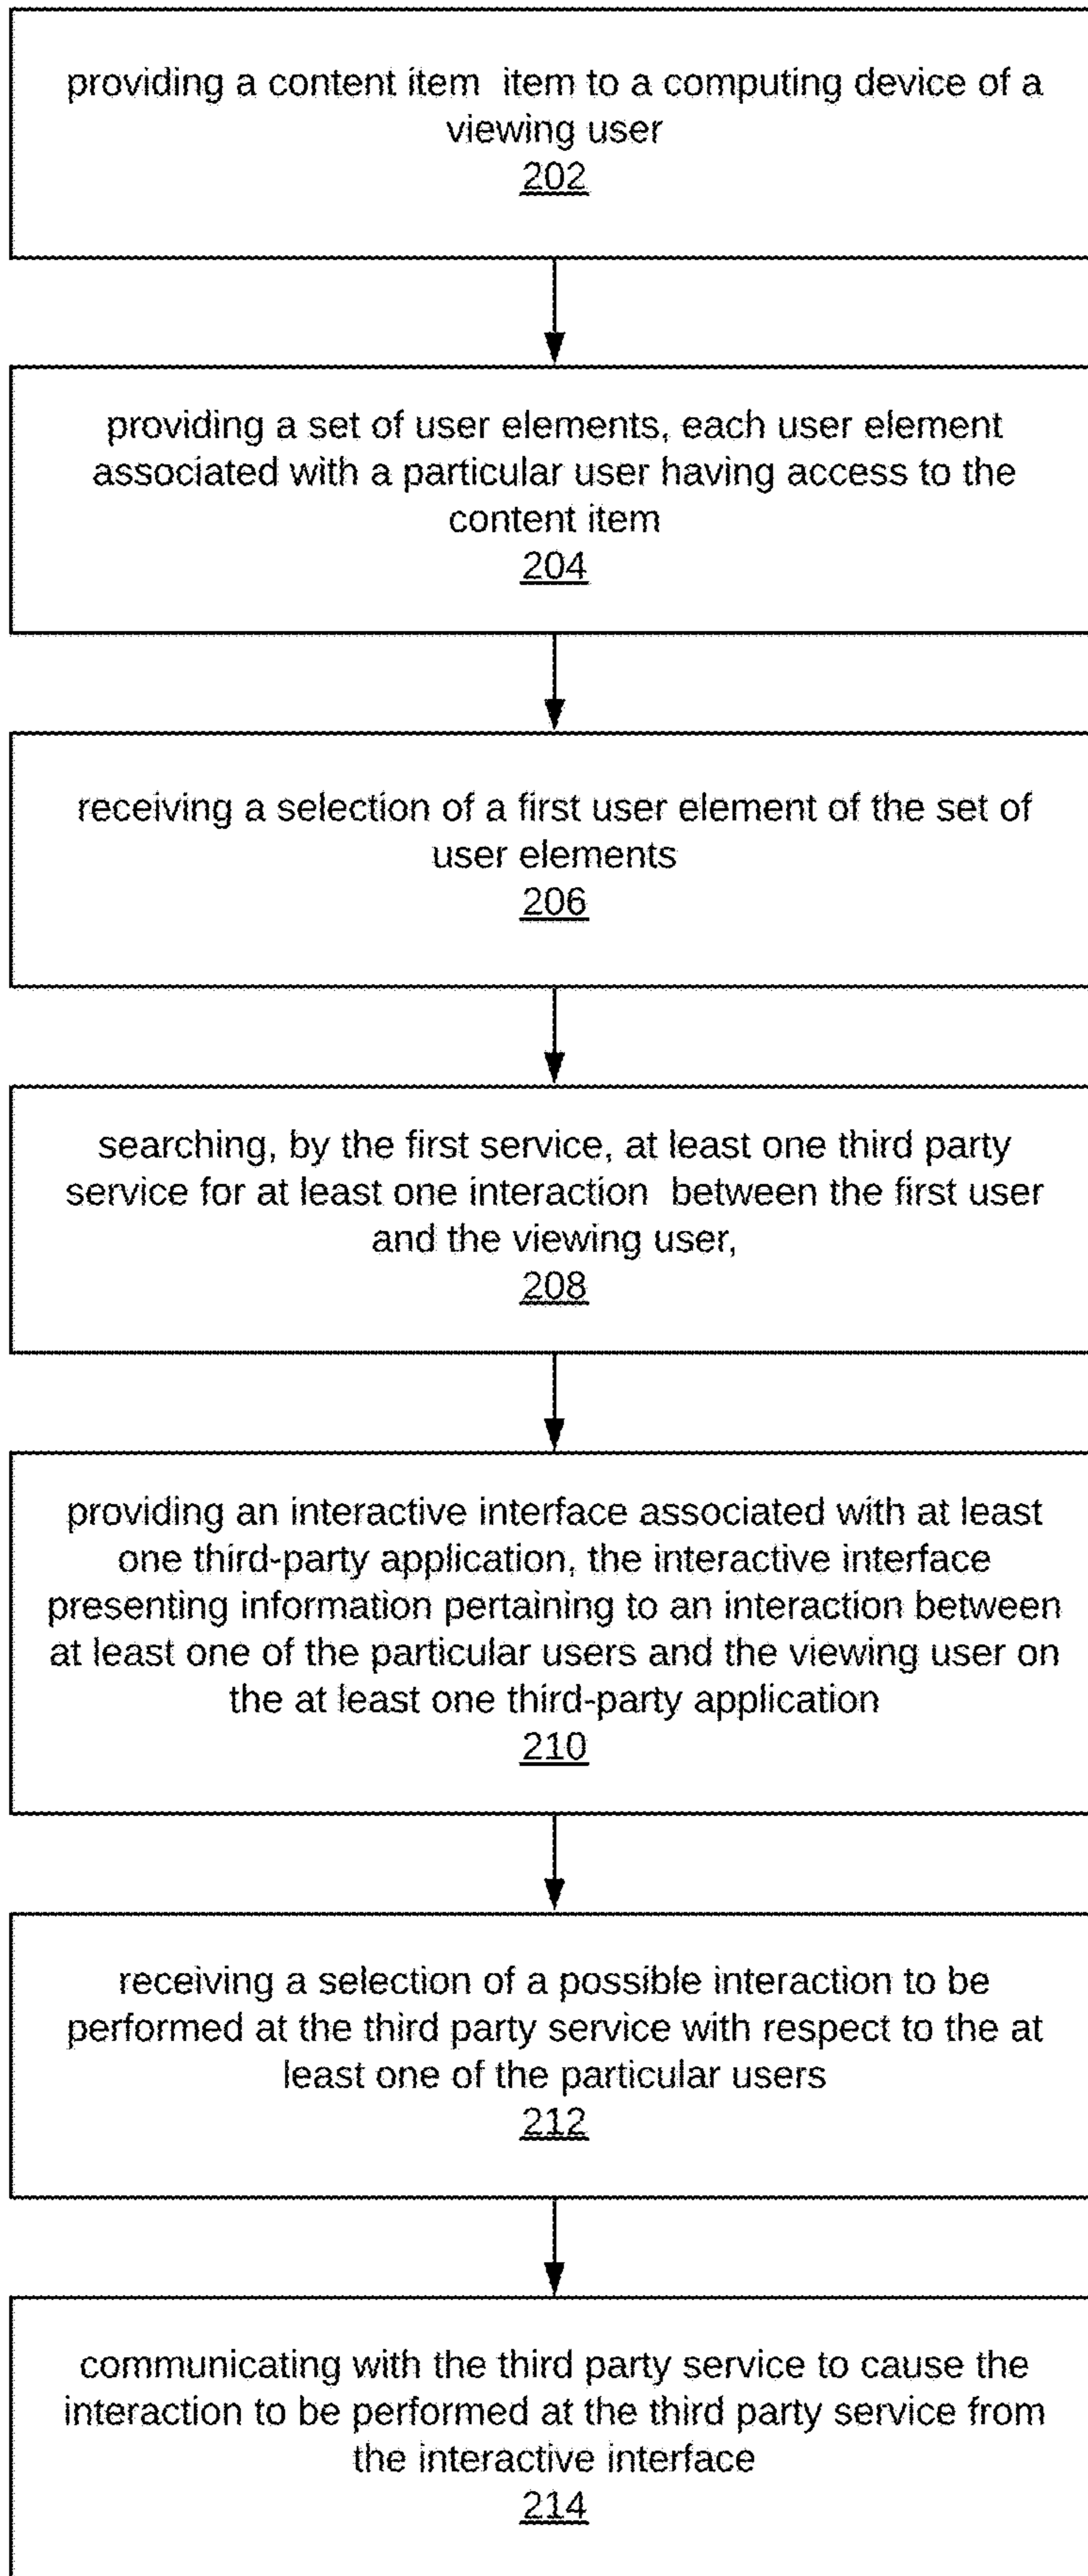 providing a content item  item to a computing device of a
viewing user
202
providing a set of user elements, each user element
associated with a particular user having access to the
content item
204
receiving a selection of a first user element of the set of
user elements
206
searching, by the first service, at least one third party
service for at least one interaction  between the first user
and the viewing user,
208
providing an interactive interface associated with at least
one third-party application, the interactive interface
presenting information pertaining to an interaction between
at least one of the particular users and the viewing user on
the at least one third-party application
210
receiving a selection of a possible interaction to be
performed at the third party service with respect to the at
least one of the particular users
212
communicating with the third party service to cause the
interaction to be performed at the third party service from
the interactive interface
214